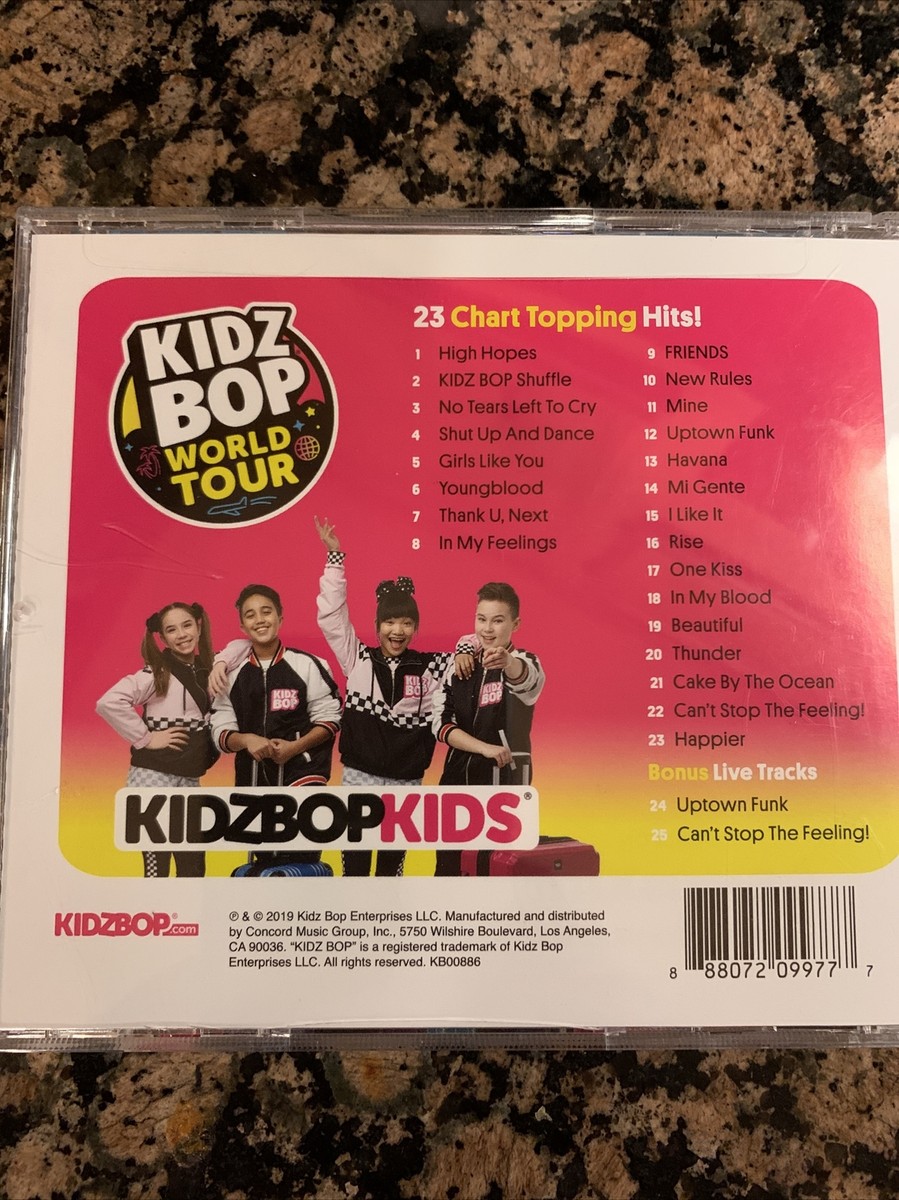 KIDZ
BOP
WORLD
TOUR
23 Chart Topping Hits!
1 High Hopes
2 KIDZ BOP Shuffle
3 No Tears Left To Cry
4 Shut Up And Dance
5 Girls Like You
6 Youngblood
7 Thank U, Next
8 In My Feelings
9 FRIENDS
10 New Rules
11 Mine
12 Uptown Funk
13 Havana
14 Mi Gente
15 I Like It
16 Rise
17 One Kiss
18 In My Blood
19 Beautiful
20 Thunder
21 Cake By The Ocean
22 Can't Stop The Feeling!
23 Happier
Bonus Live Tracks
24 Uptown Funk
25 Can't Stop The Feeling!
KIDZ
BOP
KIDZ
BOP
KIDZ
BOP
KIDZBOPKIDS®
KIDZBOP®.com
℗ & © 2019 Kidz Bop Enterprises LLC. Manufactured and distributed
by Concord Music Group, Inc., 5750 Wilshire Boulevard, Los Angeles,
CA 90036. "KIDZ BOP" is a registered trademark of Kidz Bop
Enterprises LLC. All rights reserved. KB00886
8 88072 09977 7